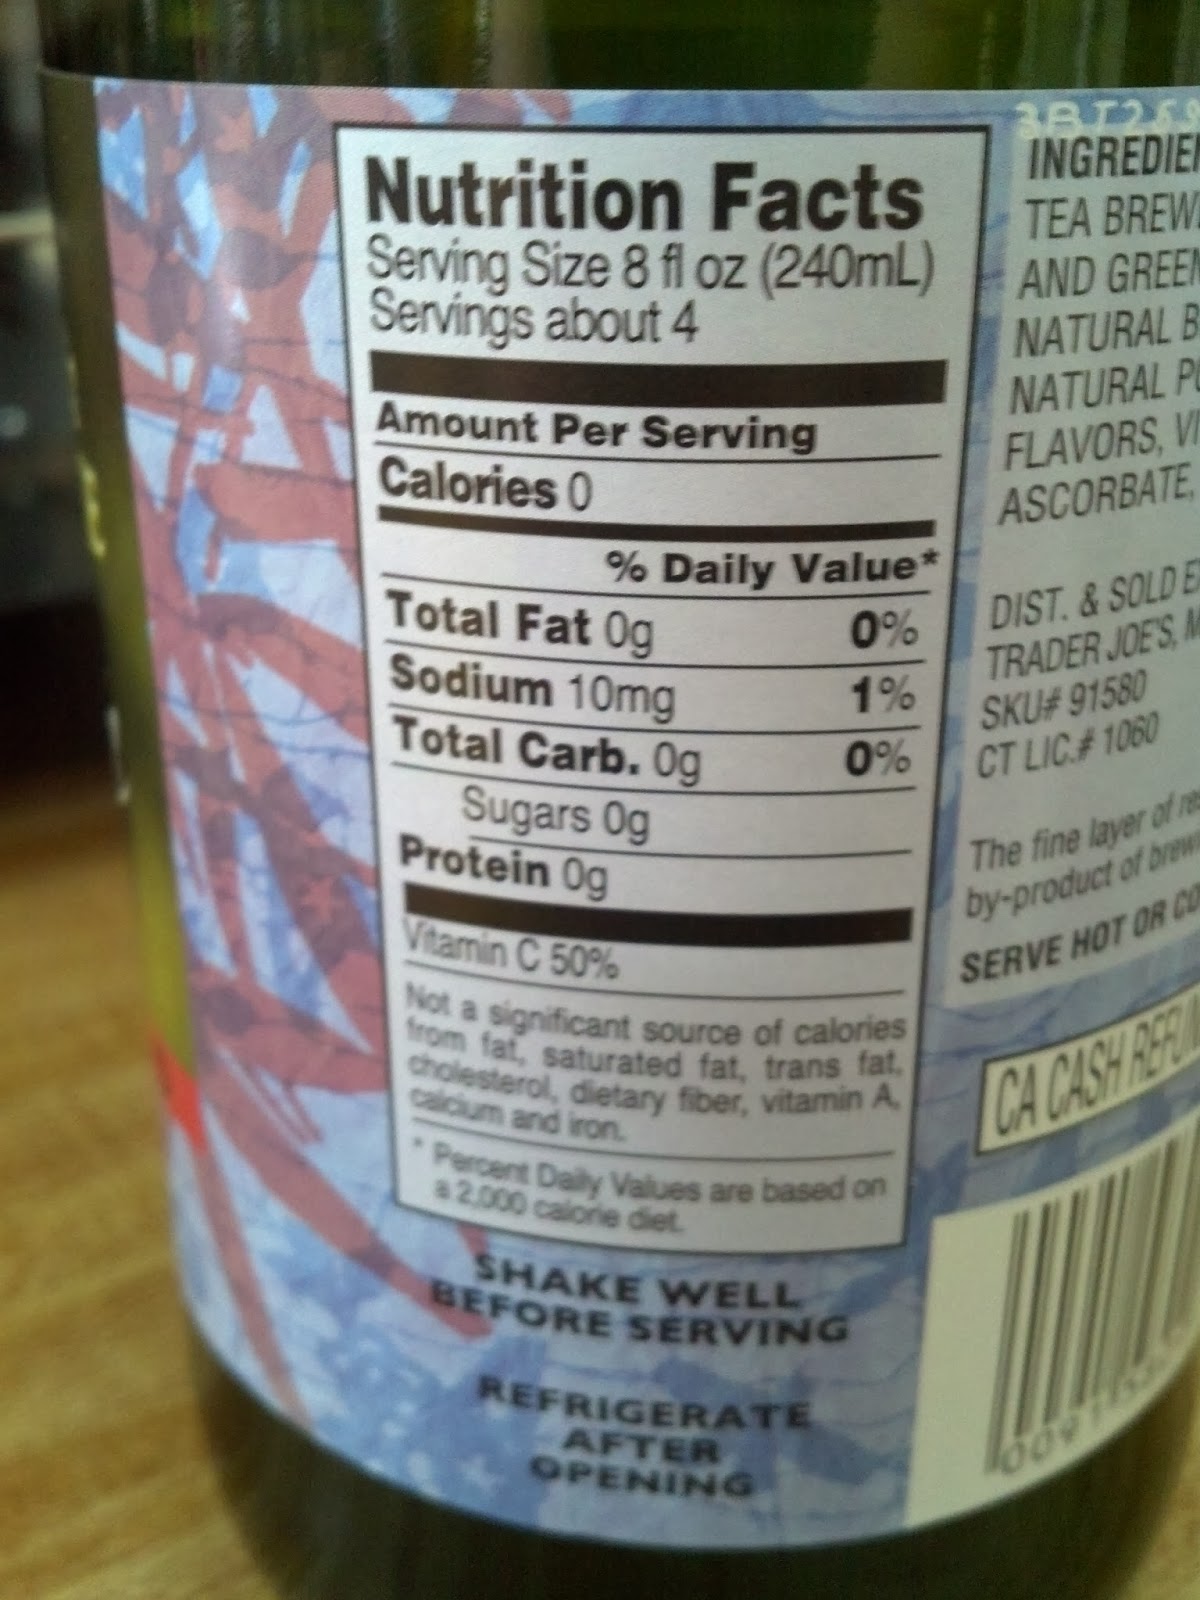 Nutrition Facts
Serving Size 8 fl oz (240mL)
Servings about 4
Amount Per Serving
Calories 0
% Daily Value*
Total Fat 0g 0%
Sodium 10mg 1%
Total Carb. 0g 0%
Sugars 0g
Protein 0g
Vitamin C 50%
Not a significant source of calories
from fat, saturated fat, trans fat,
cholesterol, dietary fiber, vitamin A,
calcium and iron.
* Percent Daily Values are based on
a 2,000 calorie diet.
SHAKE WELL
BEFORE SERVING
REFRIGERATE
AFTER
OPENING
TEA
AND GREEN
NATURAL
NATURAL
FLAVORS,
ASCORBATE,
DIST. & SOLD
TRADER JOE'S,
SKU# 91580
CT LIC.# 1060
The fine layer of
by-product of
SERVE HOT OR
CA CASH